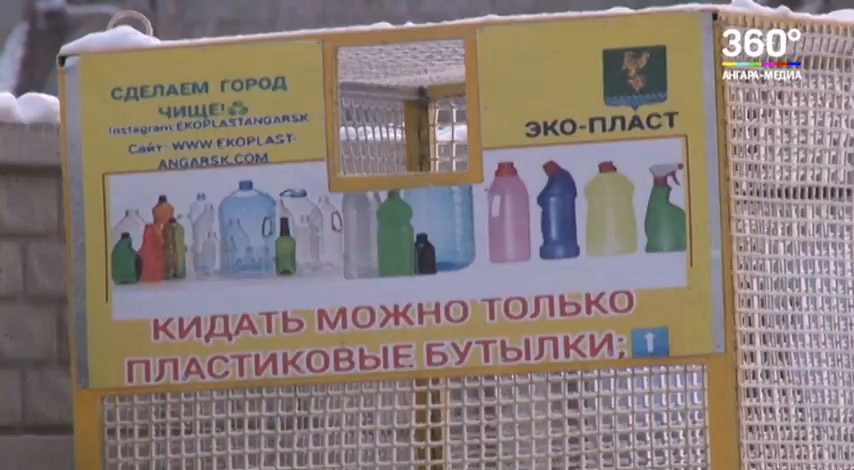 СДЕЛАЕМ ГОРОД
ЧИЩЕ!
Instagram EKOPLASTANGARSK
Сайт: WWW.EKOPLAST-
ANGARSK.COM
ЭКО-ПЛАСТ
КИДАТЬ МОЖНО ТОЛЬКО
ПЛАСТИКОВЫЕ БУТЫЛКИ;
360°
АНГАРА-МЕДИА